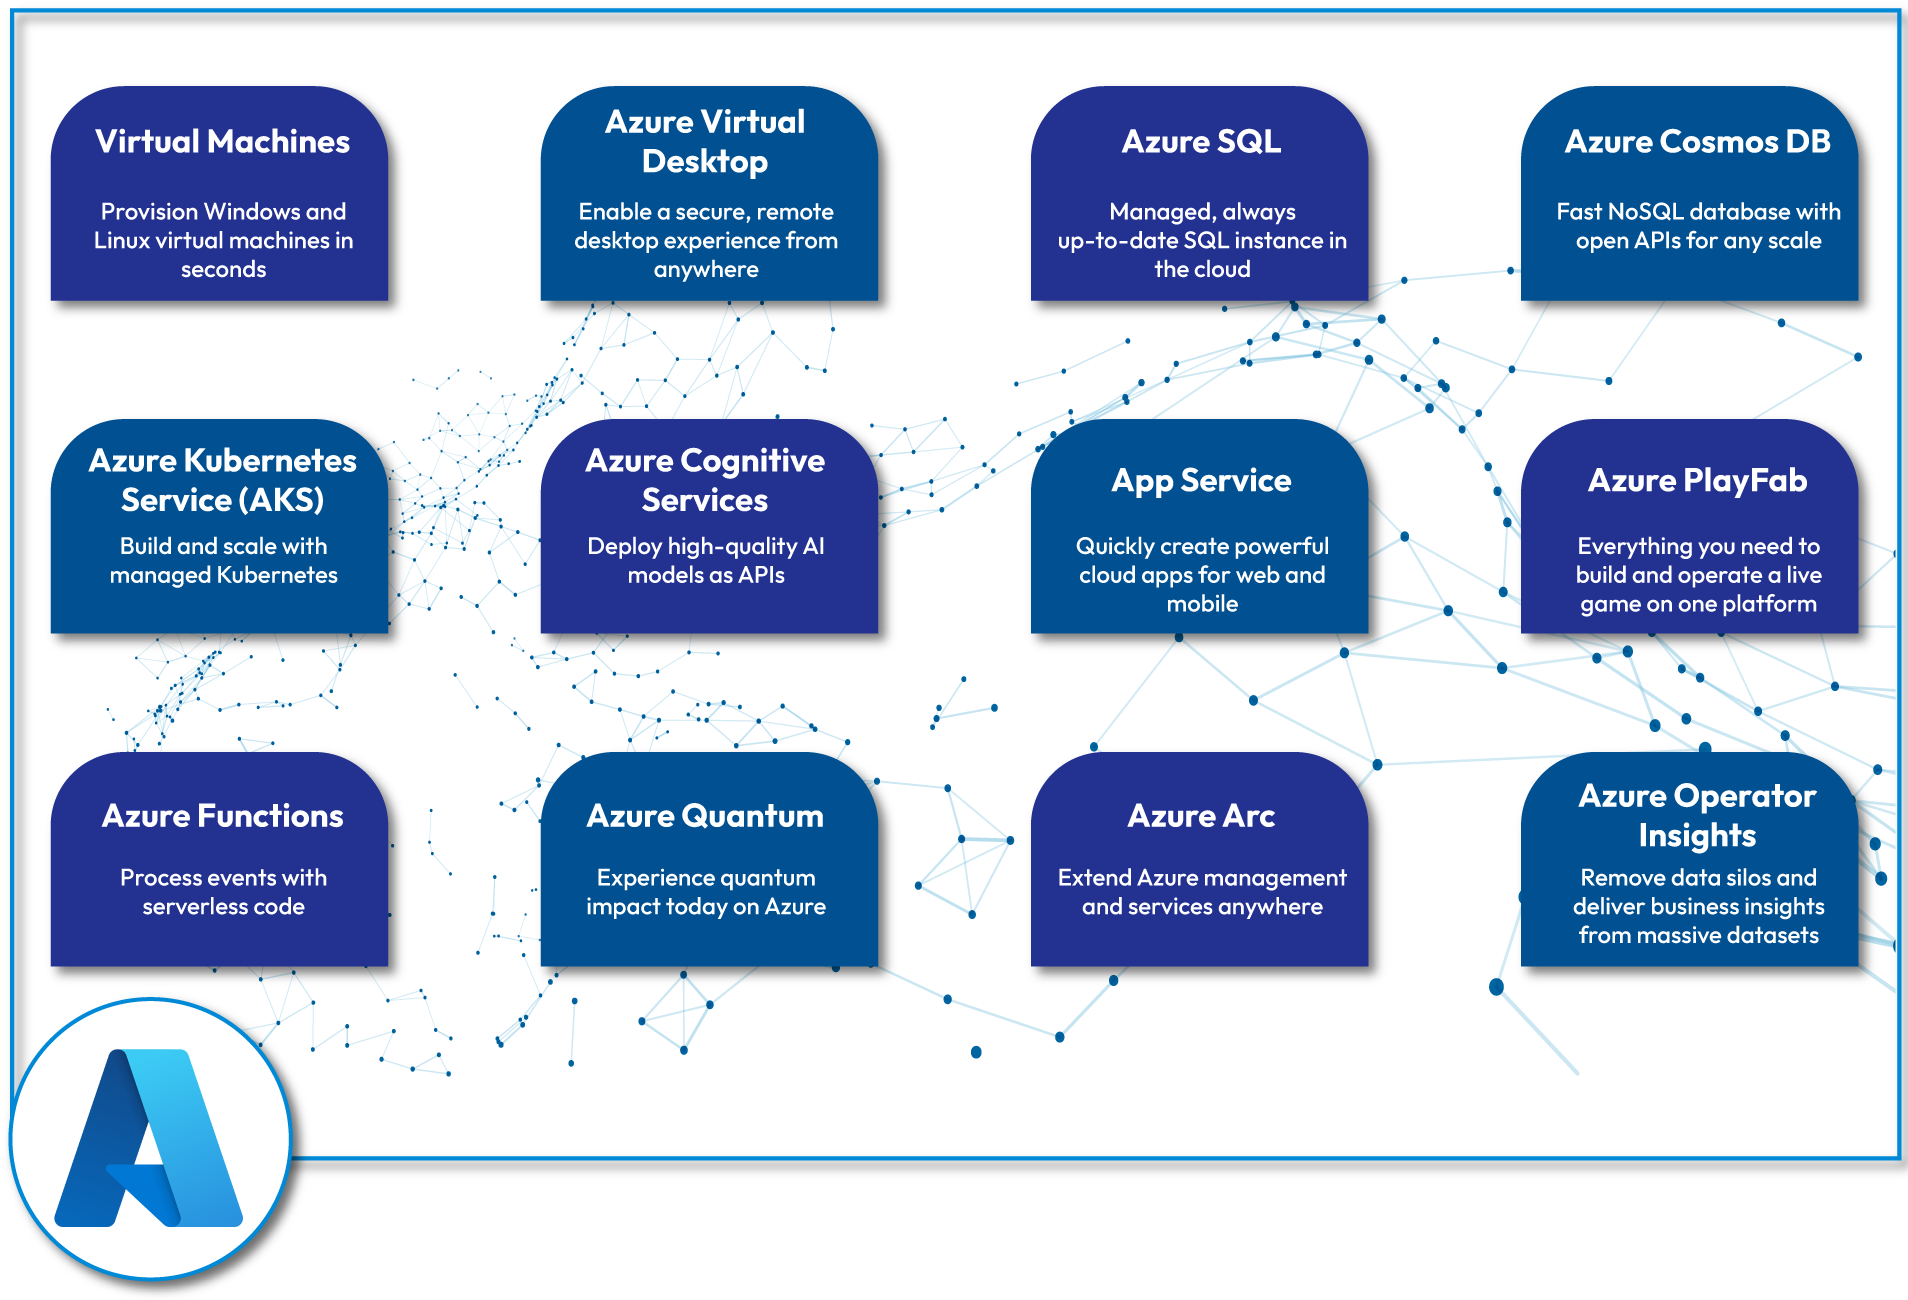 Virtual Machines
Provision Windows and
Linux virtual machines in
seconds
Azure Virtual
Desktop
Enable a secure, remote
desktop experience from
anywhere
Azure SQL
Managed, always
up-to-date SQL instance in
the cloud
Azure Cosmos DB
Fast NoSQL database with
open APIs for any scale
Azure Kubernetes
Service (AKS)
Build and scale with
managed Kubernetes
Azure Cognitive
Services
Deploy high-quality AI
models as APIs
App Service
Quickly create powerful
cloud apps for web and
mobile
Azure PlayFab
Everything you need to
build and operate a live
game on one platform
Azure Functions
Process events with
serverless code
Azure Quantum
Experience quantum
impact today on Azure
Azure Arc
Extend Azure management
and services anywhere
Azure Operator
Insights
Remove data silos and
deliver business insights
from massive datasets